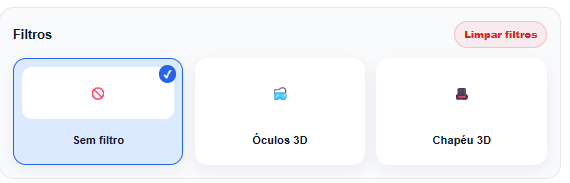 Filtros
Limpar filtros
Sem filtro
Óculos 3D
Chapéu 3D